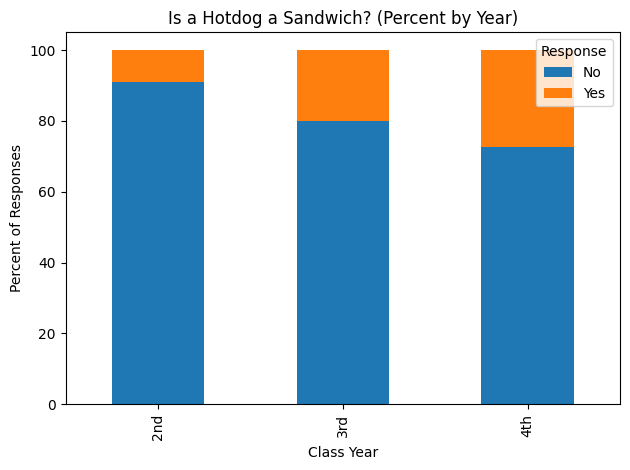 Is a Hotdog a Sandwich? (Percent by Year)
Response
No
Yes
100
80
60
40
20
0
Percent of Responses
2nd
3rd
4th
Class Year